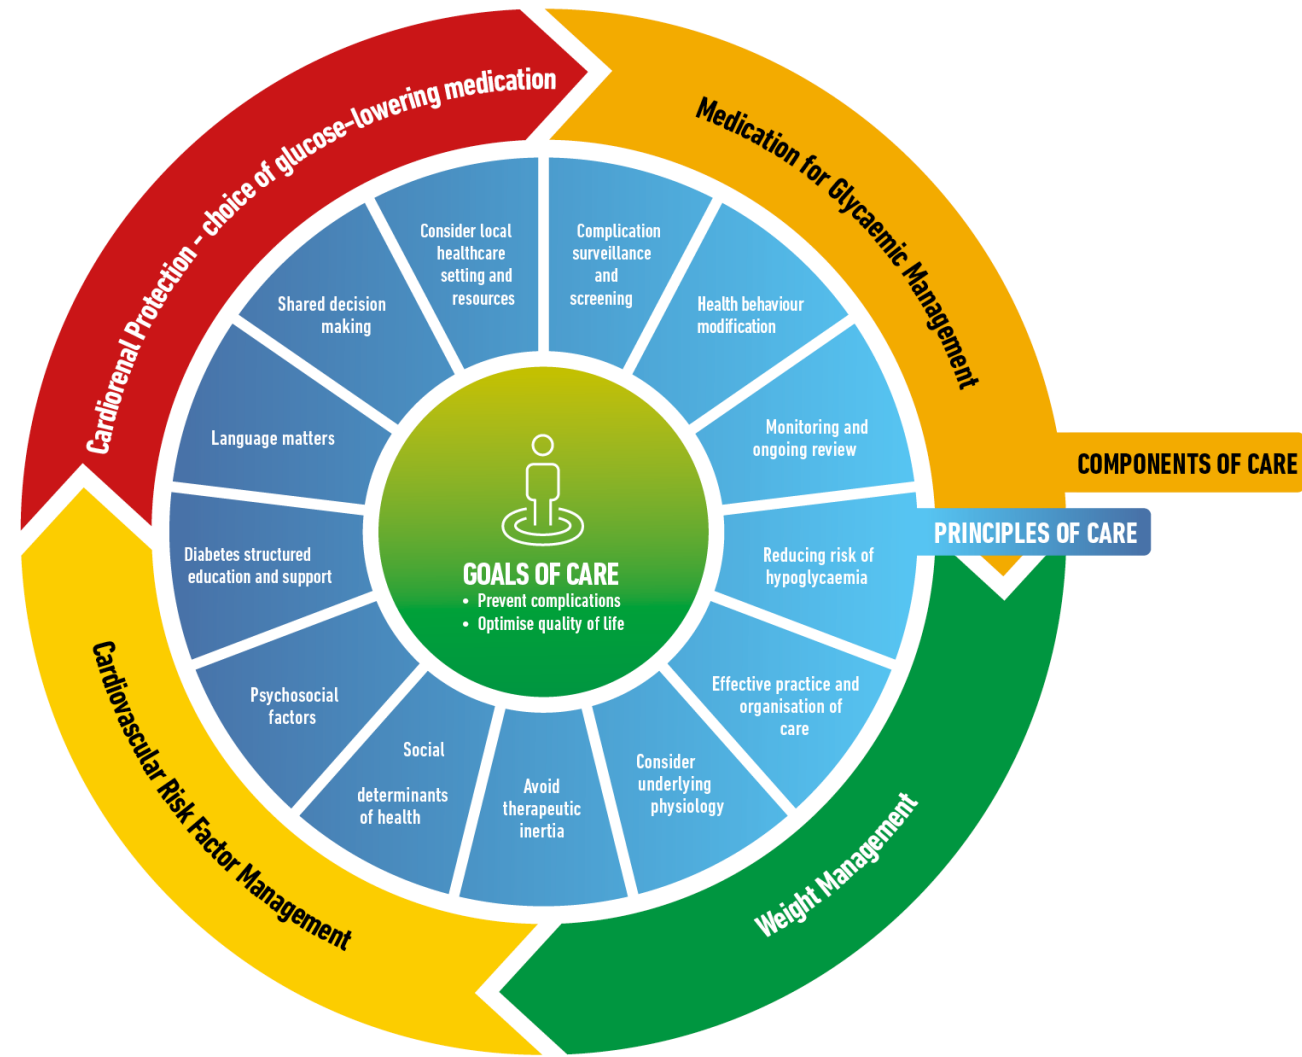 Cardiorenal Protection - choice of glucose-lowering medication
Medication for Glycaemic Management
Weight Management
Cardiovascular Risk Factor Management
COMPONENTS OF CARE
PRINCIPLES OF CARE
Complication
surveillance
and
screening
Health behaviour
modification
Monitoring and
ongoing review
Reducing risk of
hypoglycaemia
Effective practice and
organisation of
care
Consider
underlying
physiology
Avoid
therapeutic
inertia
Social
determinants
of health
Psychosocial
factors
Diabetes structured
education and support
Language matters
Shared decision
making
Consider local
healthcare
setting and
resources
GOALS OF CARE
• Prevent complications
• Optimise quality of life